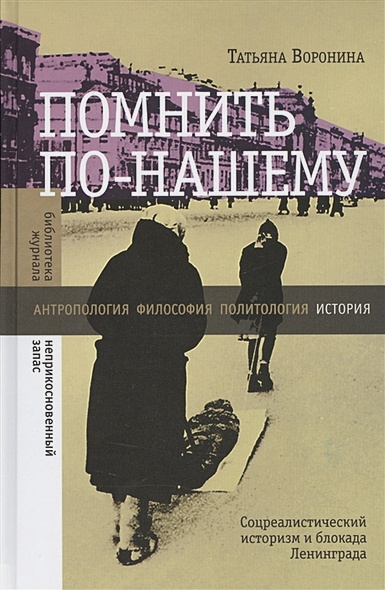 Татьяна Воронина
ПОМНИТЬ
ПО-НАШЕМУ
библиотека
журнала
АНТРОПОЛОГИЯ ФИЛОСОФИЯ ПОЛИТОЛОГИЯ ИСТОРИЯ
неприкосновенный
запас
Соцреалистический
историзм и блокада
Ленинграда